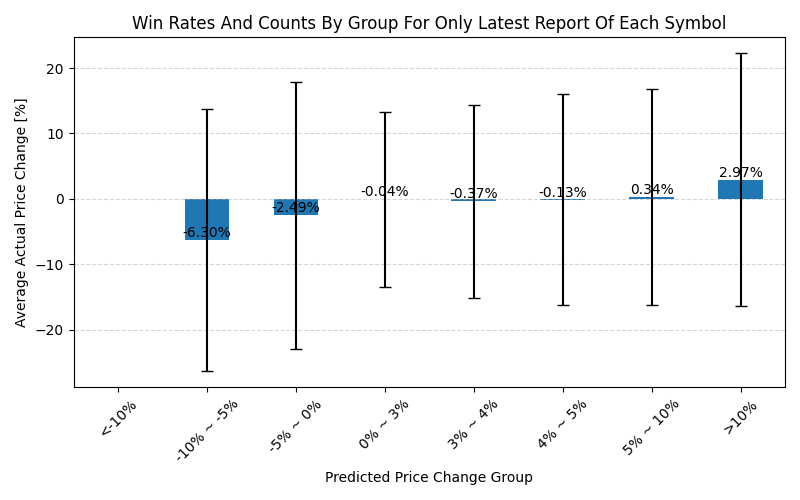 Win Rates And Counts By Group For Only Latest Report Of Each Symbol
Average Actual Price Change [%]
20
10
0
−10
−20
-6.30%
-2.49%
-0.04%
-0.37%
-0.13%
0.34%
2.97%
<-10%
-10% ~ -5%
-5% ~ 0%
0% ~ 3%
3% ~ 4%
4% ~ 5%
5% ~ 10%
>10%
Predicted Price Change Group